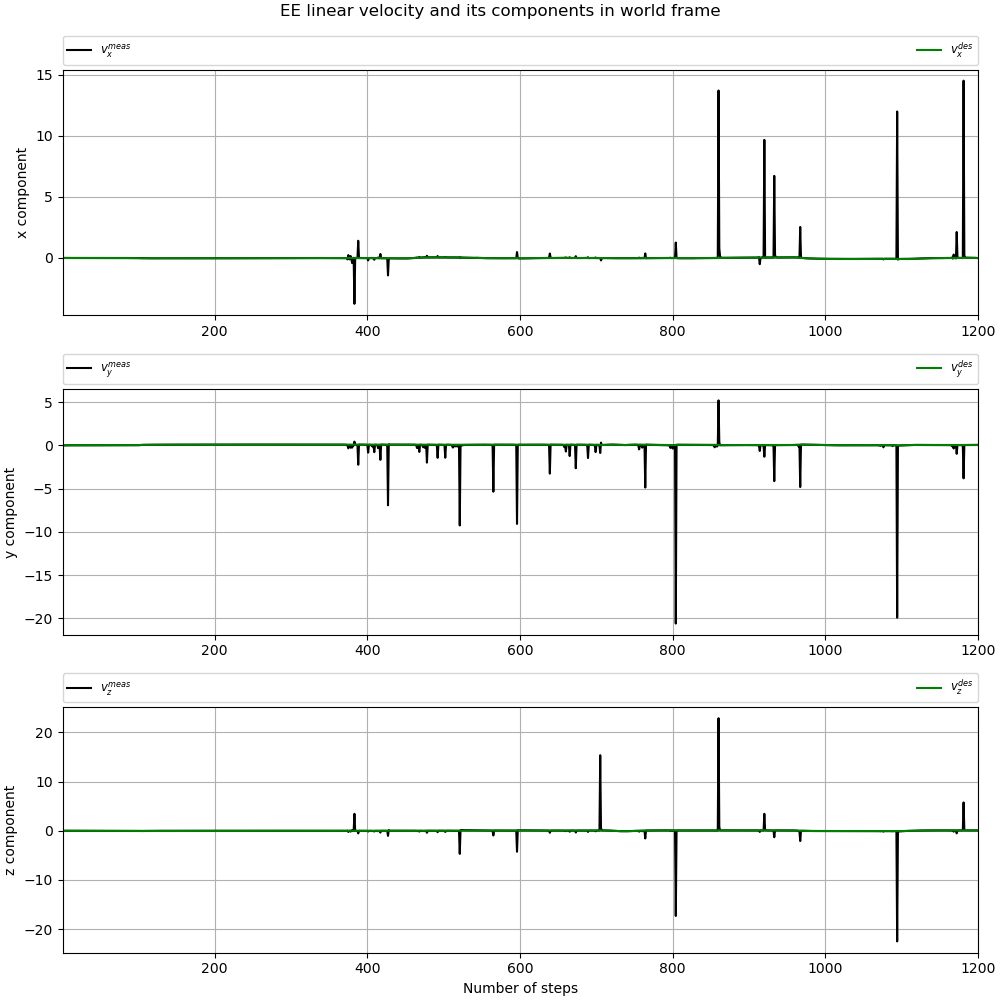 EE linear velocity and its components in world frame
v_x^meas v_x^des
15
10
5
0
x component
200 400 600 800 1000 1200
v_y^meas v_y^des
5
0
−5
−10
−15
−20
y component
200 400 600 800 1000 1200
v_z^meas v_z^des
20
10
0
−10
−20
z component
200 400 600 800 1000 1200
Number of steps